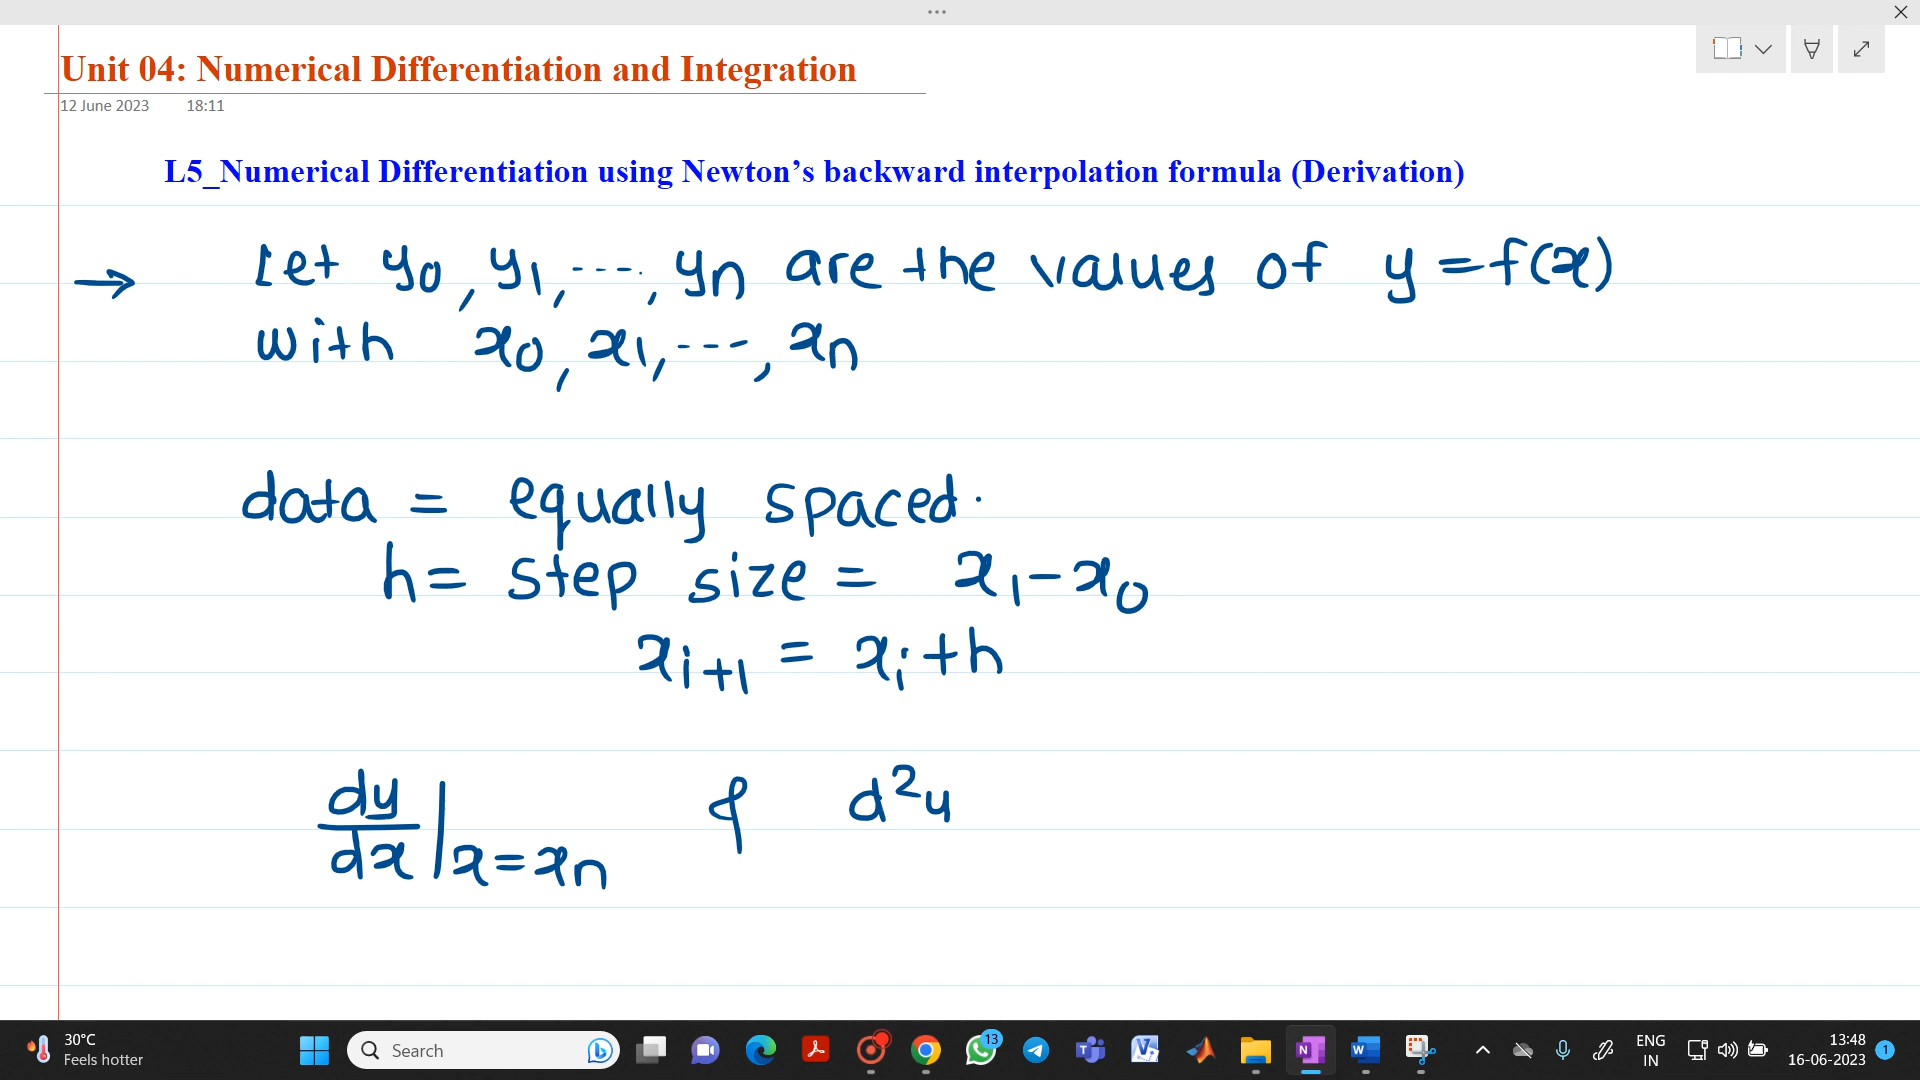 Unit 04: Numerical Differentiation and Integration
12 June 2023 18:11
L5_Numerical Differentiation using Newton's backward interpolation formula (Derivation)
→ Let y₀, y₁, ---, yₙ are the values of y = f(x)
with x₀, x₁, ---, xₙ
data = equally spaced.
h = step size = x₁ - x₀
xᵢ₊₁ = xᵢ + h
dy/dx |x=xₙ & d²y
30°C
Feels hotter
Search
13
ENG
IN
13:48
16-06-2023
1